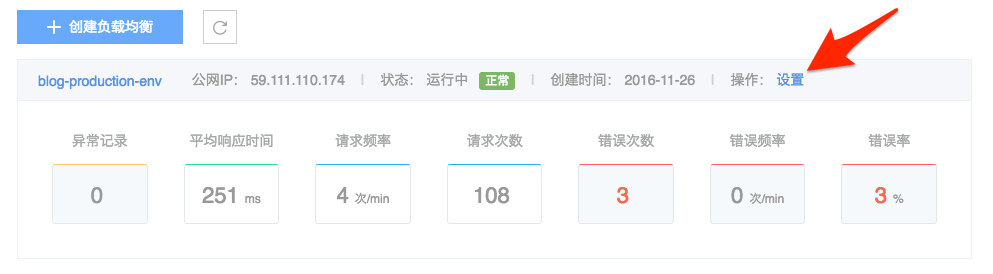 创建负载均衡
blog-production-env 公网IP： 59.111.110.174 | 状态： 运行中 正常 | 创建时间： 2016-11-26 | 操作： 设置
异常记录 平均响应时间 请求频率 请求次数 错误次数 错误频率 错误率
0 251 ms 4 次/min 108 3 0 次/min 3 %